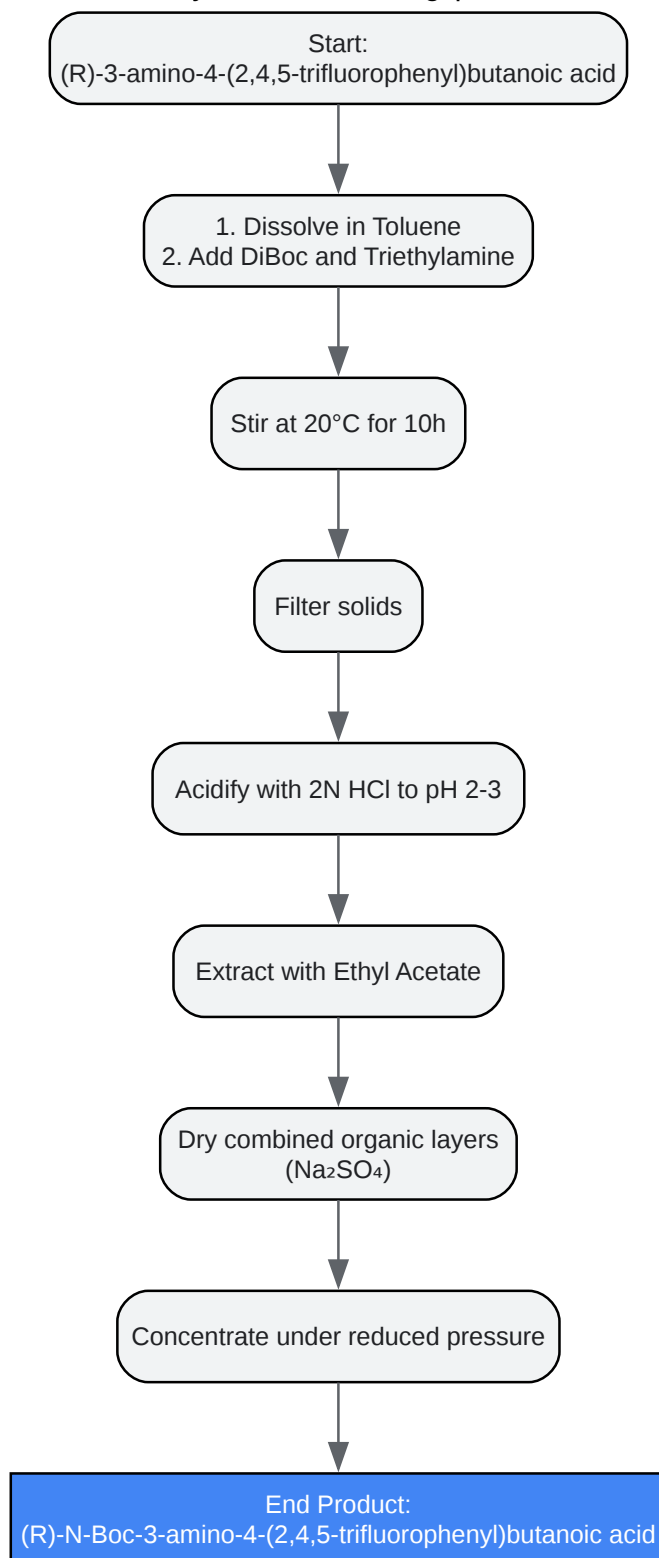 Start:
(R)-3-amino-4-(2,4,5-trifluorophenyl)butanoic acid
1. Dissolve in Toluene
2. Add DiBoc and Triethylamine
Stir at 20°C for 10h
Filter solids
Acidify with 2N HCl to pH 2-3
Extract with Ethyl Acetate
Dry combined organic layers
(Na₂SO₄)
Concentrate under reduced pressure
End Product:
(R)-N-Boc-3-amino-4-(2,4,5-trifluorophenyl)butanoic acid